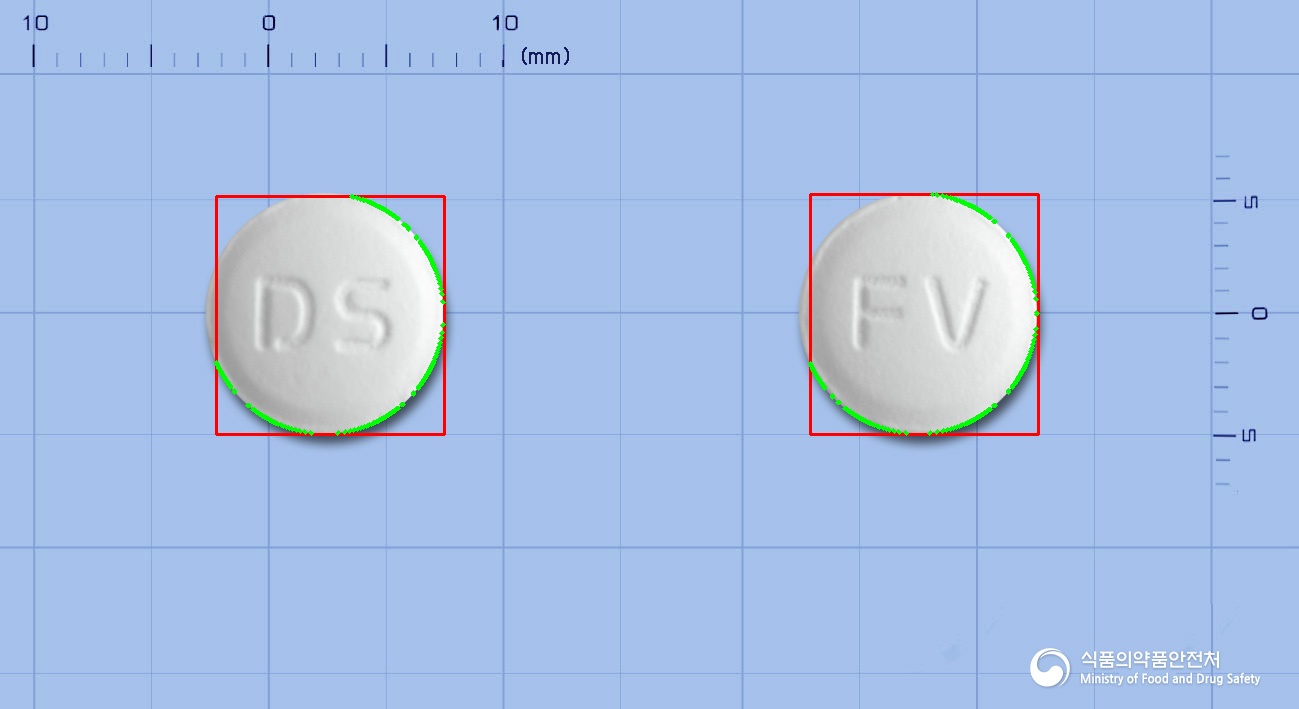 10 0 10
(mm)
DS
FV
5
0
5
식품의약품안전처
Ministry of Food and Drug Safety